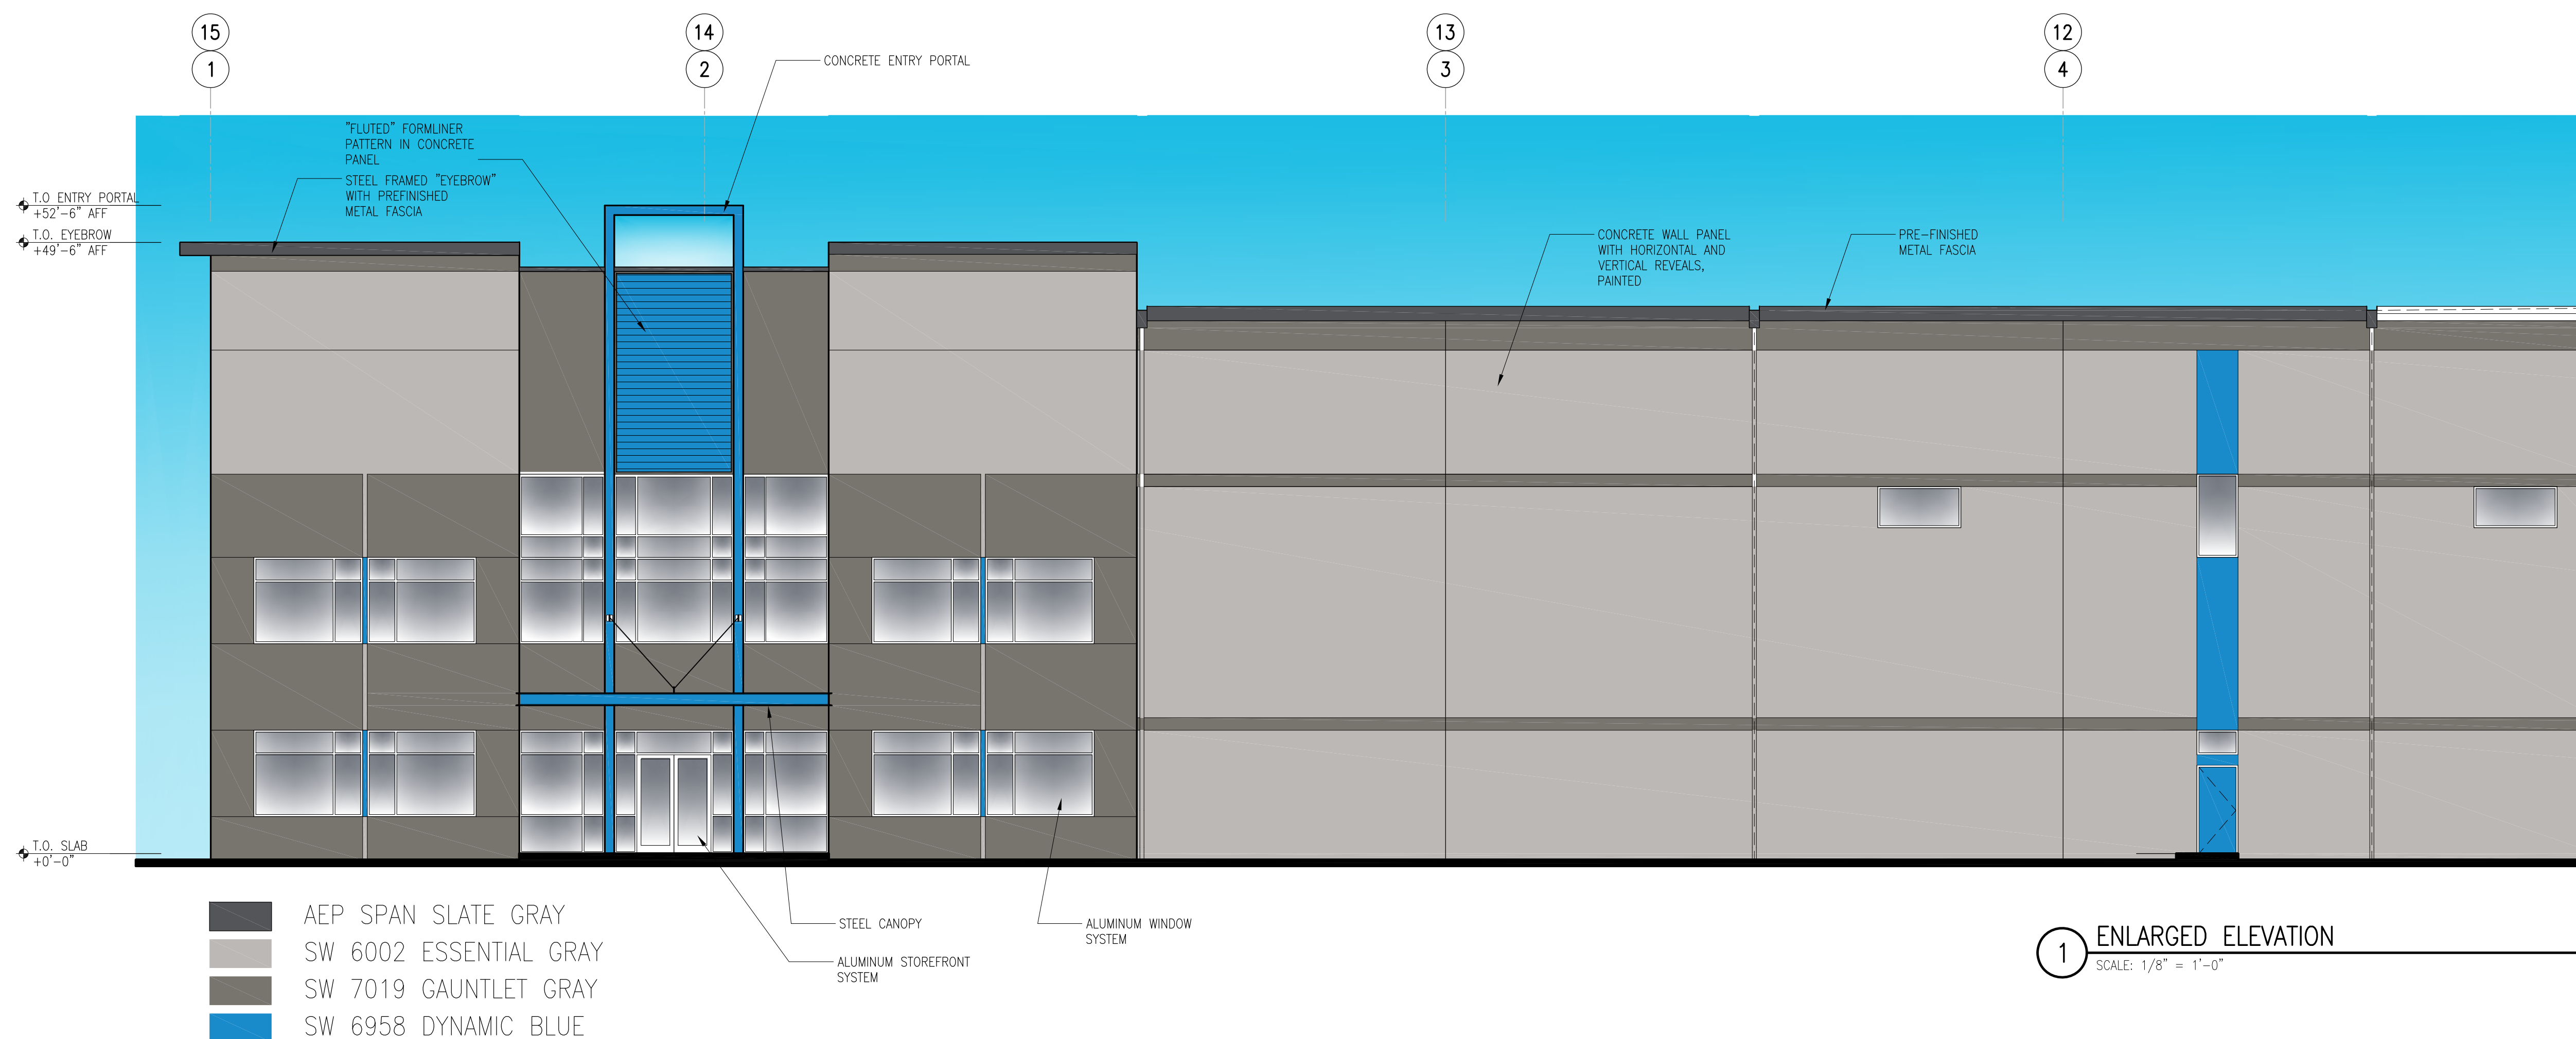 15
14
13
12
1
2
3
4
CONCRETE ENTRY PORTAL
"FLUTED" FORMLINER
PATTERN IN CONCRETE
PANEL
STEEL FRAMED "EYEBROW"
WITH PREFINISHED
METAL FASCIA
T.O ENTRY PORTAL
+52'-6" AFF
T.O. EYEBROW
+49'-6" AFF
CONCRETE WALL PANEL
WITH HORIZONTAL AND
VERTICAL REVEALS,
PAINTED
PRE-FINISHED
METAL FASCIA
T.O. SLAB
+0'-0"
AEP SPAN SLATE GRAY
SW 6002 ESSENTIAL GRAY
SW 7019 GAUNTLET GRAY
SW 6958 DYNAMIC BLUE
STEEL CANOPY
ALUMINUM STOREFRONT
SYSTEM
ALUMINUM WINDOW
SYSTEM
1
ENLARGED ELEVATION
SCALE: 1/8" = 1'-0"